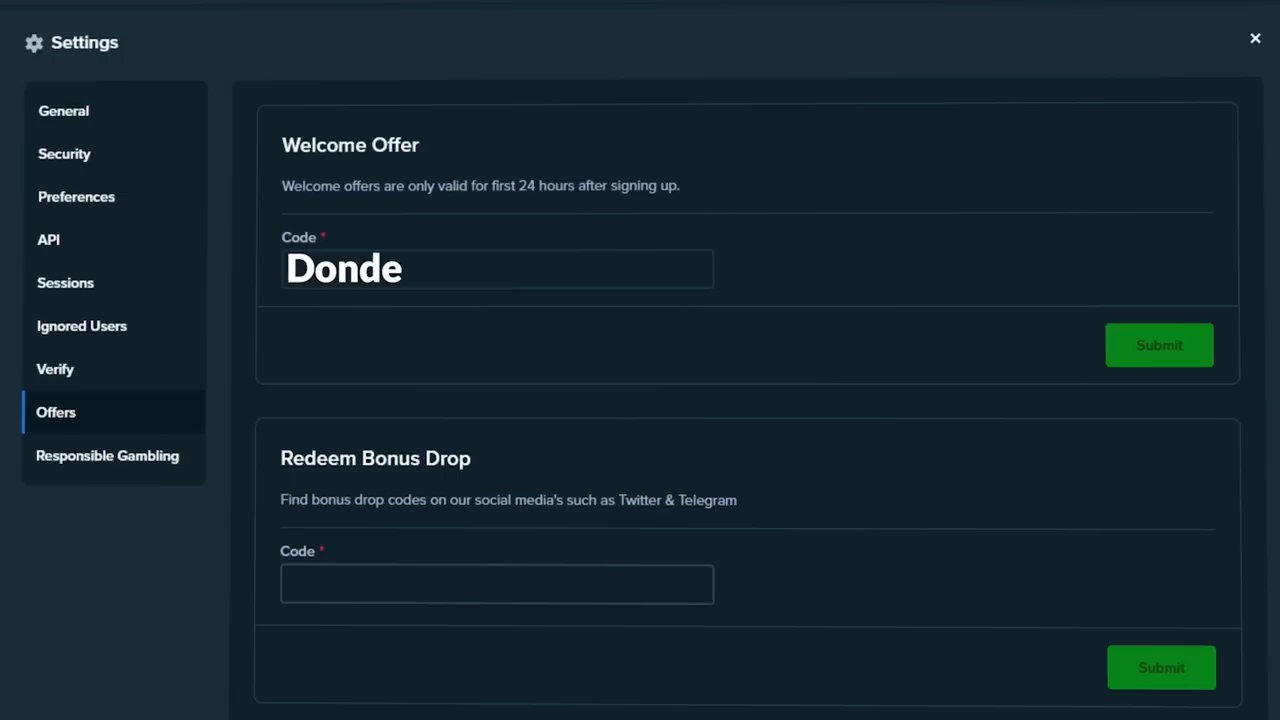 Settings
×
General
Security
Preferences
API
Sessions
Ignored Users
Verify
Offers
Responsible Gambling
Welcome Offer
Welcome offers are only valid for first 24 hours after signing up.
Code *
Donde
Submit
Redeem Bonus Drop
Find bonus drop codes on our social media's such as Twitter & Telegram
Code *
Submit